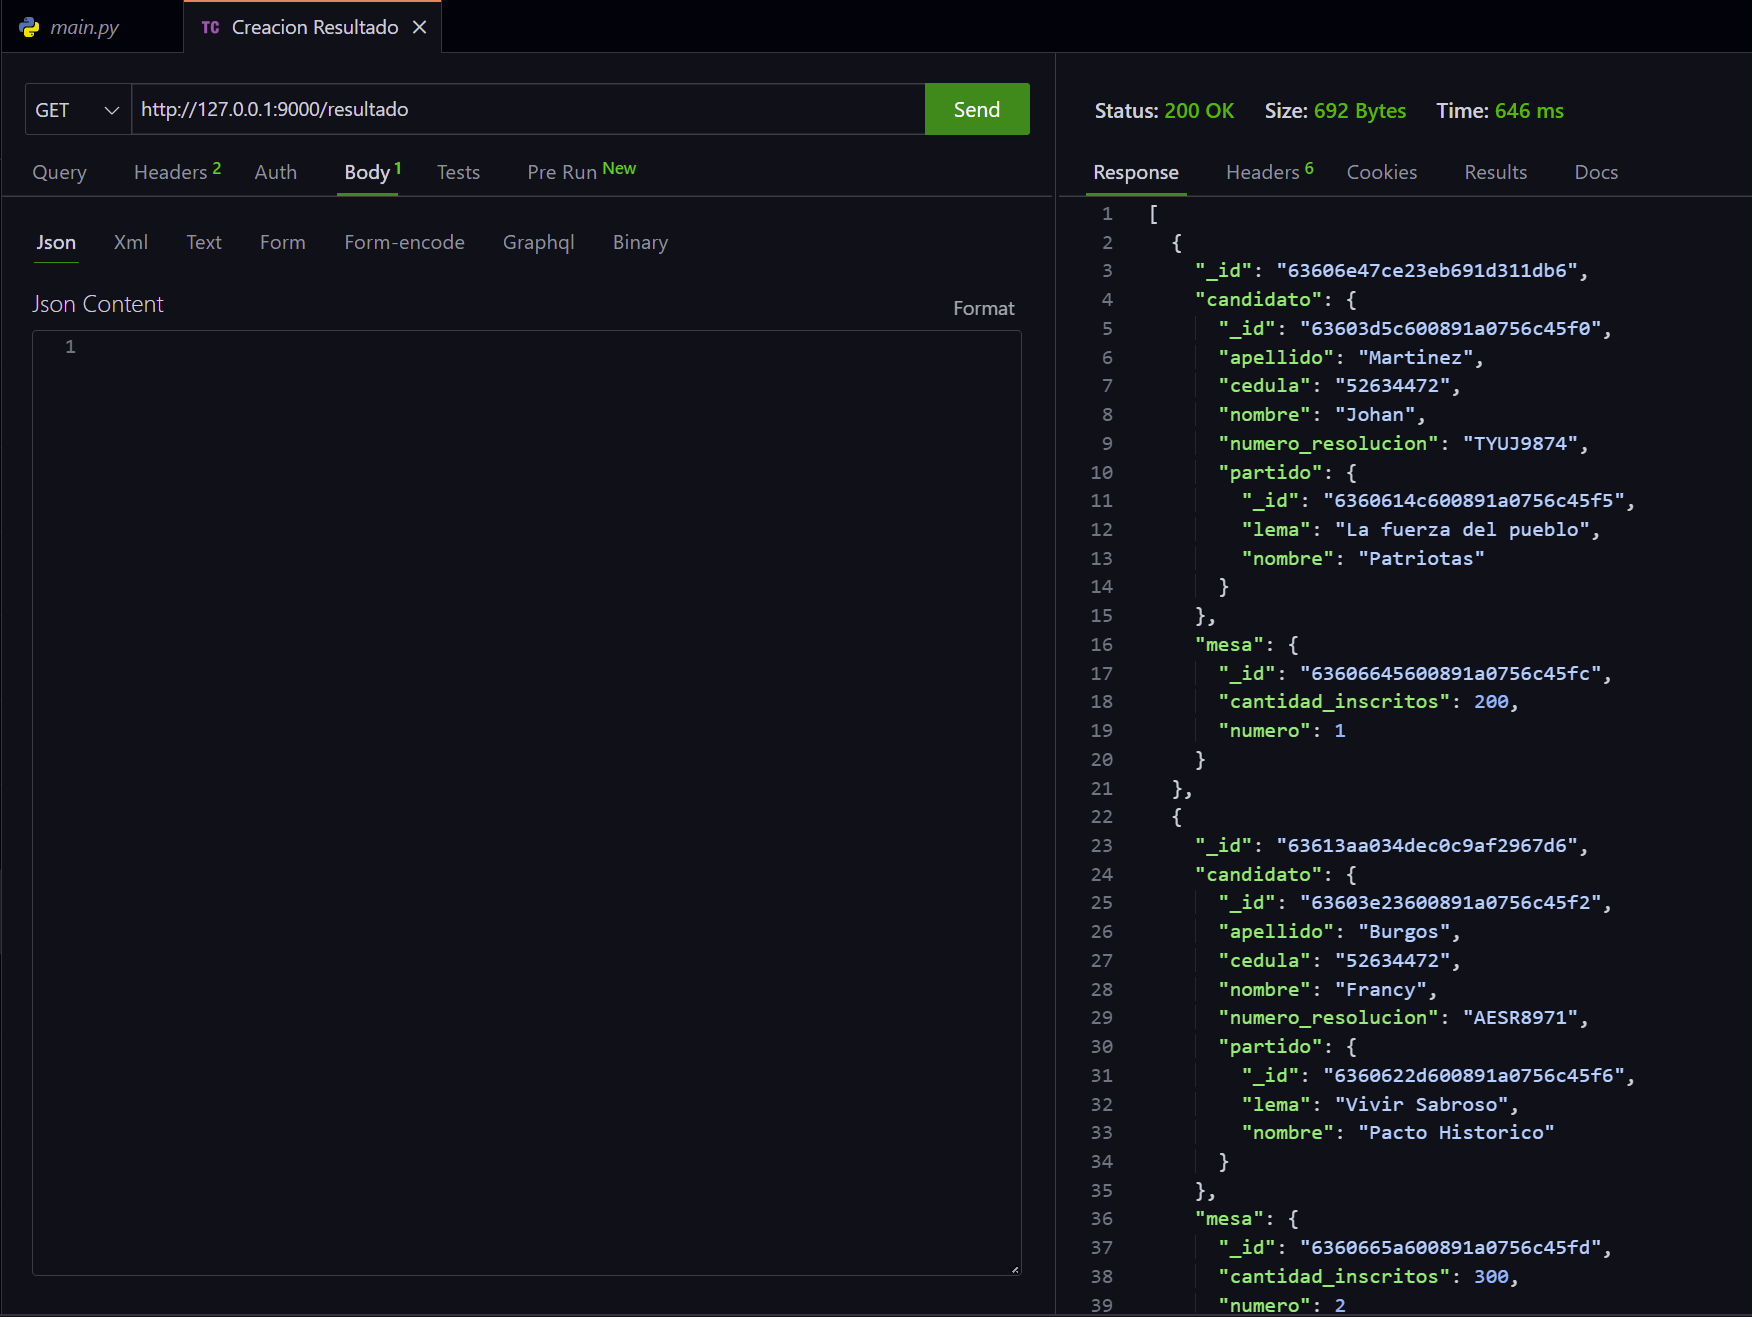 main.py
TC Creacion Resultado
GET http://127.0.0.1:9000/resultado Send
Query Headers 2 Auth Body 1 Tests Pre Run New
Json Xml Text Form Form-encode Graphql Binary
Json Content Format
1
Status: 200 OK Size: 692 Bytes Time: 646 ms
Response Headers 6 Cookies Results Docs
1 [
2 {
3 "_id": "63606e47ce23eb691d311db6",
4 "candidato": {
5 "_id": "63603d5c600891a0756c45f0",
6 "apellido": "Martinez",
7 "cedula": "52634472",
8 "nombre": "Johan",
9 "numero_resolucion": "TYUJ9874",
10 "partido": {
11 "_id": "6360614c600891a0756c45f5",
12 "lema": "La fuerza del pueblo",
13 "nombre": "Patriotas"
14 }
15 },
16 "mesa": {
17 "_id": "63606645600891a0756c45fc",
18 "cantidad_inscritos": 200,
19 "numero": 1
20 }
21 },
22 {
23 "_id": "63613aa034dec0c9af2967d6",
24 "candidato": {
25 "_id": "63603e23600891a0756c45f2",
26 "apellido": "Burgos",
27 "cedula": "52634472",
28 "nombre": "Francy",
29 "numero_resolucion": "AESR8971",
30 "partido": {
31 "_id": "6360622d600891a0756c45f6",
32 "lema": "Vivir Sabroso",
33 "nombre": "Pacto Historico"
34 }
35 },
36 "mesa": {
37 "_id": "6360665a600891a0756c45fd",
38 "cantidad_inscritos": 300,
39 "numero": 2